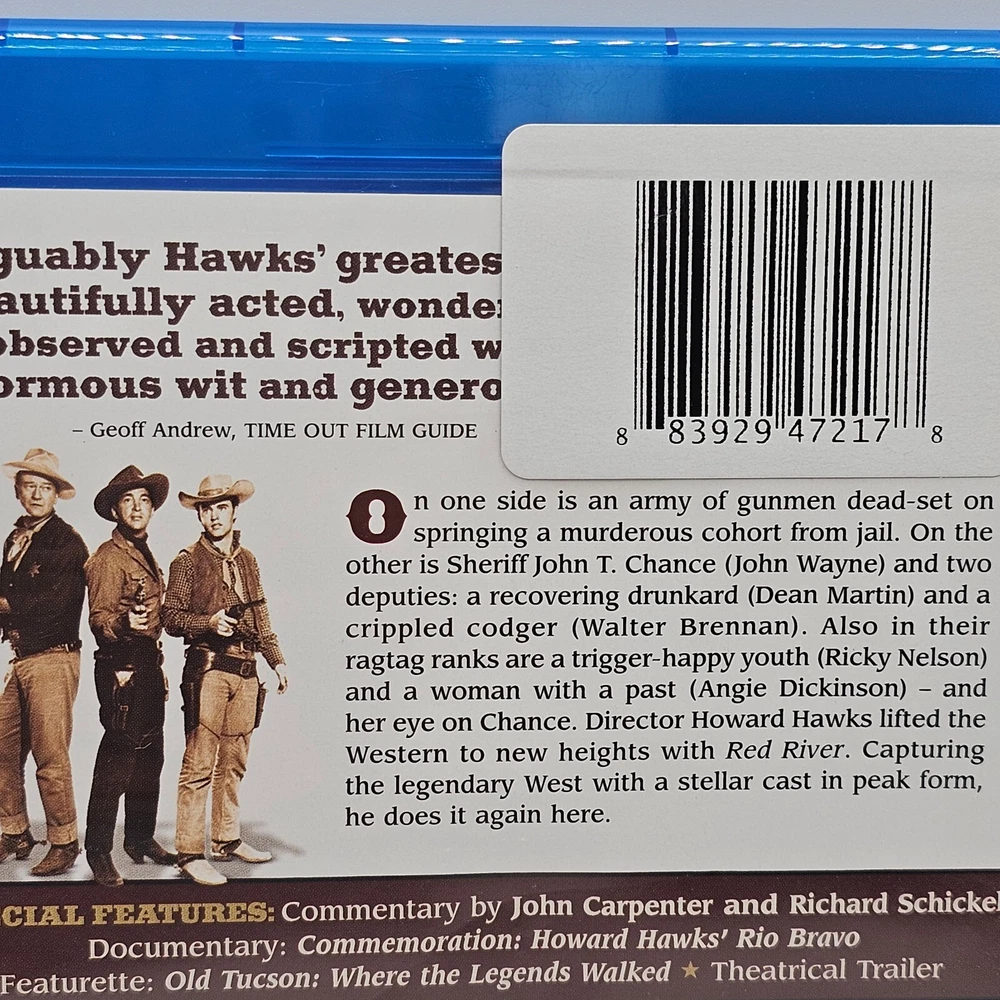 guably Hawks' greates
autifully acted, wonder
observed and scripted w
ormous wit and genero
– Geoff Andrew, TIME OUT FILM GUIDE
8 83929 47217 8
On one side is an army of gunmen dead-set on
springing a murderous cohort from jail. On the
other is Sheriff John T. Chance (John Wayne) and two
deputies: a recovering drunkard (Dean Martin) and a
crippled codger (Walter Brennan). Also in their
ragtag ranks are a trigger-happy youth (Ricky Nelson)
and a woman with a past (Angie Dickinson) – and
her eye on Chance. Director Howard Hawks lifted the
Western to new heights with Red River. Capturing
the legendary West with a stellar cast in peak form,
he does it again here.
CIAL FEATURES: Commentary by John Carpenter and Richard Schickel
Documentary: Commemoration: Howard Hawks' Rio Bravo
Featurette: Old Tucson: Where the Legends Walked ★ Theatrical Trailer